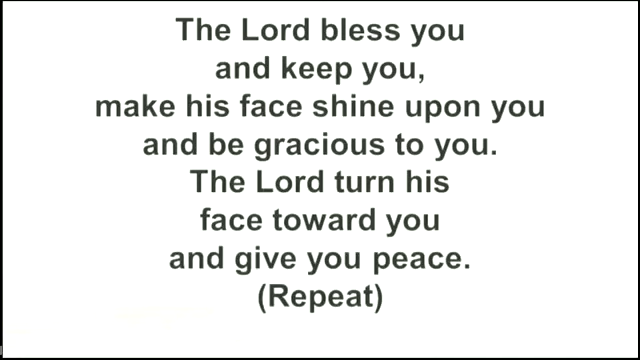 The Lord bless you
and keep you,
make his face shine upon you
and be gracious to you.
The Lord turn his
face toward you
and give you peace.
(Repeat)